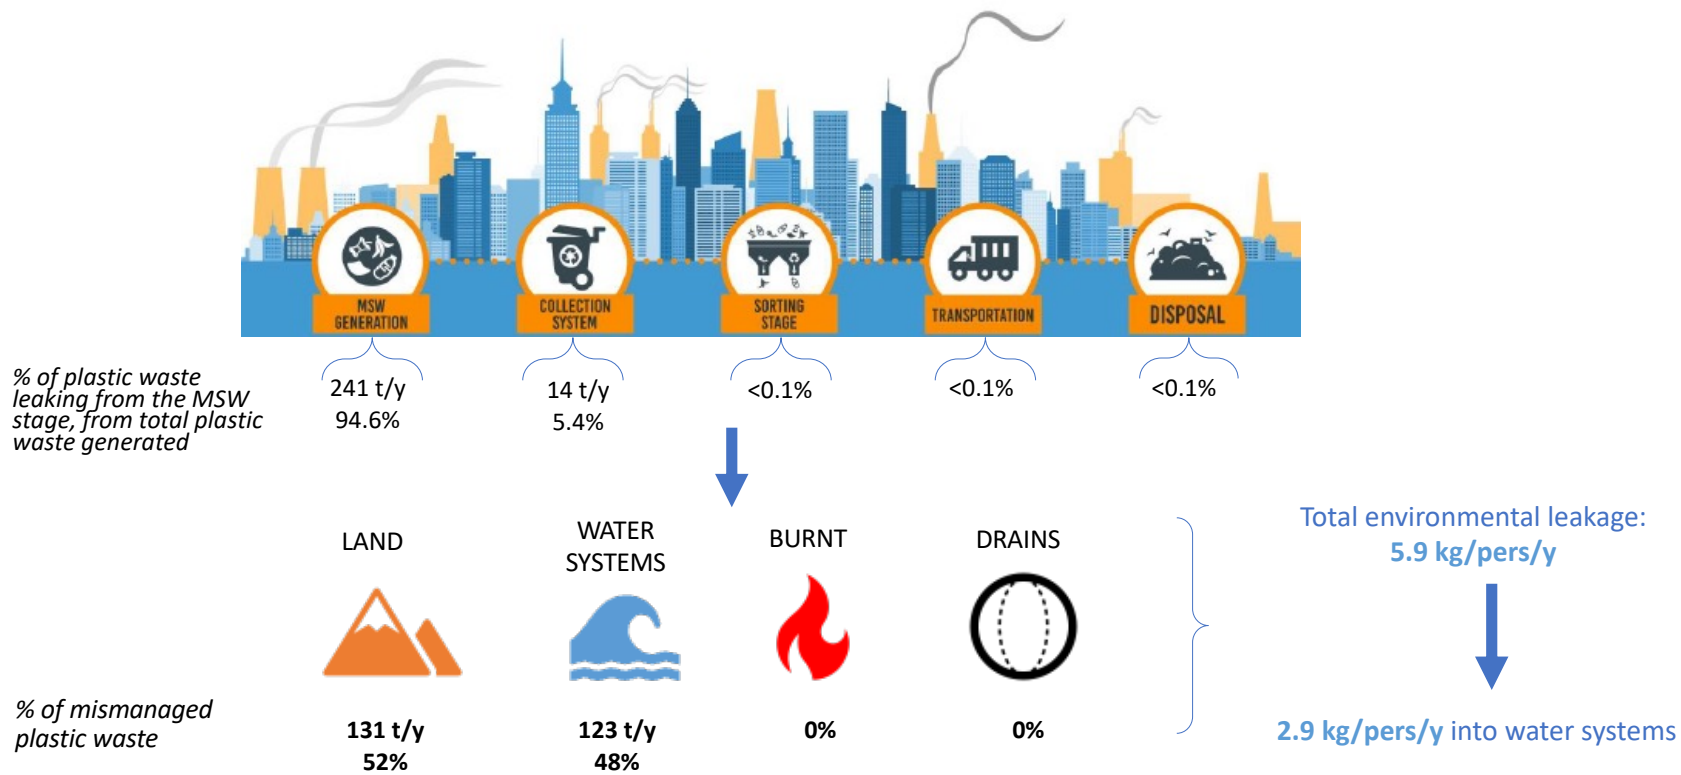 MSW
GENERATION
COLLECTION
SYSTEM
SORTING
STAGE
TRANSPORTATION
DISPOSAL
% of plastic waste
leaking from the MSW
stage, from total plastic
waste generated
241 t/y
94.6%
14 t/y
5.4%
<0.1%
<0.1%
<0.1%
LAND
WATER
SYSTEMS
BURNT
DRAINS
Total environmental leakage:
5.9 kg/pers/y
% of mismanaged
plastic waste
131 t/y
52%
123 t/y
48%
0%
0%
2.9 kg/pers/y into water systems